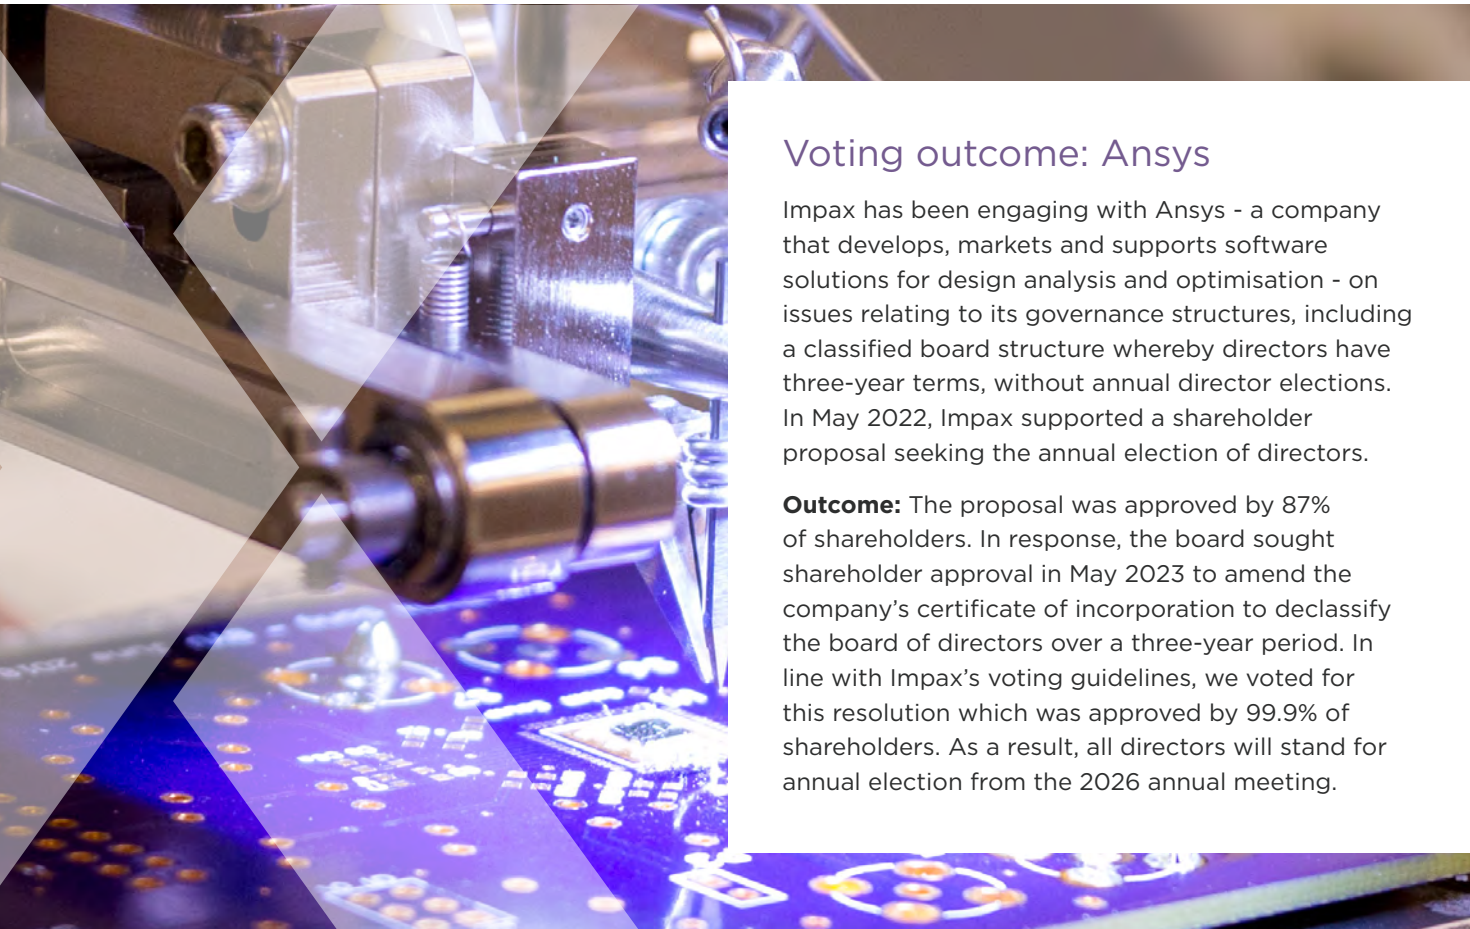 Voting outcome: Ansys
Impax has been engaging with Ansys - a company
that develops, markets and supports software
solutions for design analysis and optimisation - on
issues relating to its governance structures, including
a classified board structure whereby directors have
three-year terms, without annual director elections.
In May 2022, Impax supported a shareholder
proposal seeking the annual election of directors.
Outcome: The proposal was approved by 87%
of shareholders. In response, the board sought
shareholder approval in May 2023 to amend the
company’s certificate of incorporation to declassify
the board of directors over a three-year period. In
line with Impax’s voting guidelines, we voted for
this resolution which was approved by 99.9% of
shareholders. As a result, all directors will stand for
annual election from the 2026 annual meeting.